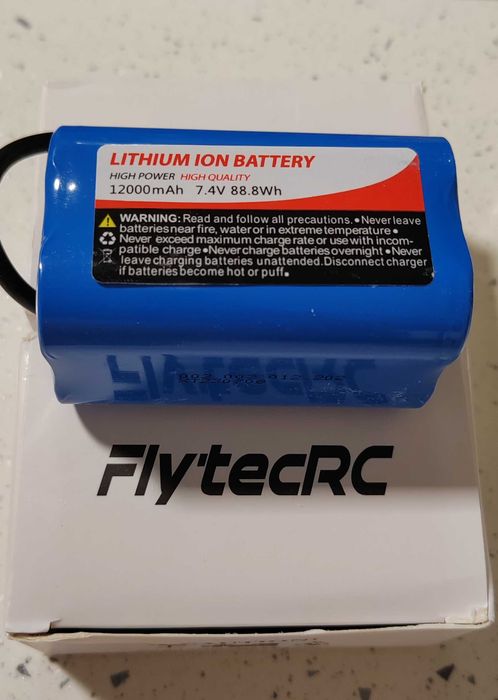 LITHIUM ION BATTERY
HIGH POWER HIGH QUALITY
12000mAh 7.4V 88.8Wh
WARNING: Read and follow all precautions.•Never leave
batteries near fire, water or in extreme temperature•
Never exceed maximum charge rate or use with incom-
patible charge•Never charge batteries overnight•Never
leave charging batteries unattended.Disconnect charger
if batteries become hot or puff.
FlytecRC